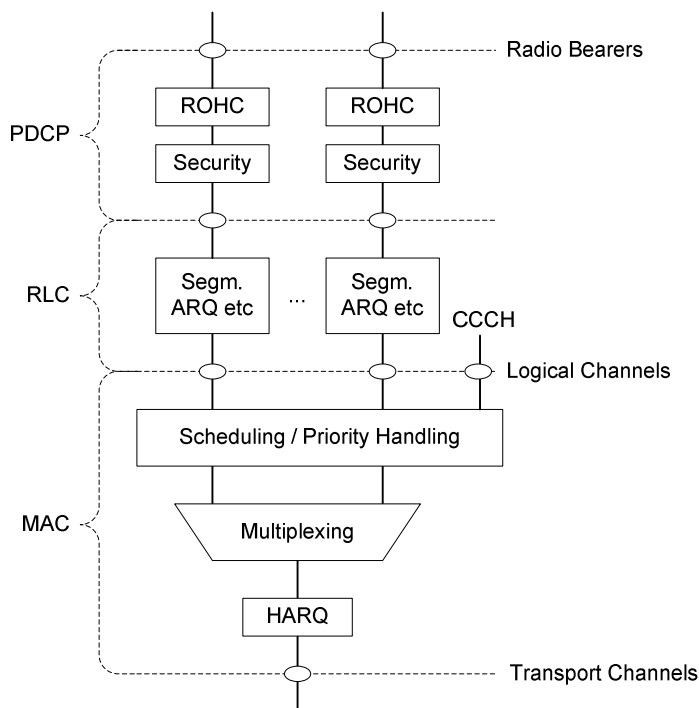 Radio Bearers
ROHC
ROHC
PDCP
Security
Security
Segm.
ARQ etc
...
Segm.
ARQ etc
RLC
CCCH
Logical Channels
Scheduling / Priority Handling
MAC
Multiplexing
HARQ
Transport Channels